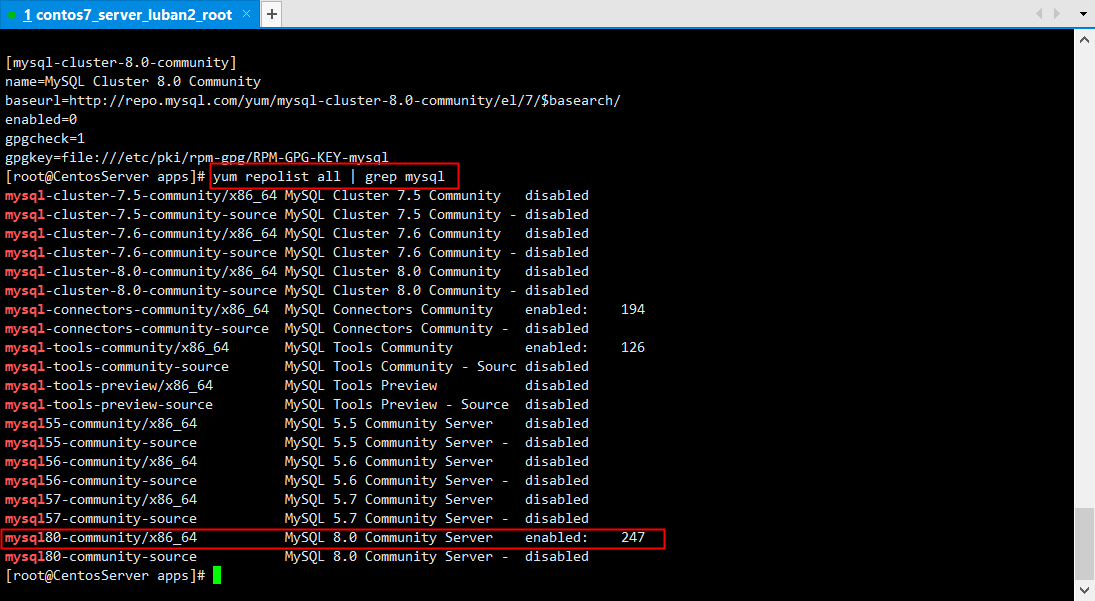 1 contos7_server_luban2_root × +
[mysql-cluster-8.0-community]
name=MySQL Cluster 8.0 Community
baseurl=http://repo.mysql.com/yum/mysql-cluster-8.0-community/el/7/$basearch/
enabled=0
gpgcheck=1
gpgkey=file:///etc/pki/rpm-gpg/RPM-GPG-KEY-mysql
[root@CentosServer apps]# yum repolist all | grep mysql
mysql-cluster-7.5-community/x86_64 MySQL Cluster 7.5 Community   disabled
mysql-cluster-7.5-community-source MySQL Cluster 7.5 Community - disabled
mysql-cluster-7.6-community/x86_64 MySQL Cluster 7.6 Community   disabled
mysql-cluster-7.6-community-source MySQL Cluster 7.6 Community - disabled
mysql-cluster-8.0-community/x86_64 MySQL Cluster 8.0 Community   disabled
mysql-cluster-8.0-community-source MySQL Cluster 8.0 Community - disabled
mysql-connectors-community/x86_64  MySQL Connectors Community    enabled:    194
mysql-connectors-community-source  MySQL Connectors Community -  disabled
mysql-tools-community/x86_64       MySQL Tools Community         enabled:    126
mysql-tools-community-source       MySQL Tools Community - Sourc disabled
mysql-tools-preview/x86_64         MySQL Tools Preview           disabled
mysql-tools-preview-source         MySQL Tools Preview - Source  disabled
mysql55-community/x86_64           MySQL 5.5 Community Server    disabled
mysql55-community-source           MySQL 5.5 Community Server -  disabled
mysql56-community/x86_64           MySQL 5.6 Community Server    disabled
mysql56-community-source           MySQL 5.6 Community Server -  disabled
mysql57-community/x86_64           MySQL 5.7 Community Server    disabled
mysql57-community-source           MySQL 5.7 Community Server -  disabled
mysql80-community/x86_64           MySQL 8.0 Community Server    enabled:    247
mysql80-community-source           MySQL 8.0 Community Server -  disabled
[root@CentosServer apps]#